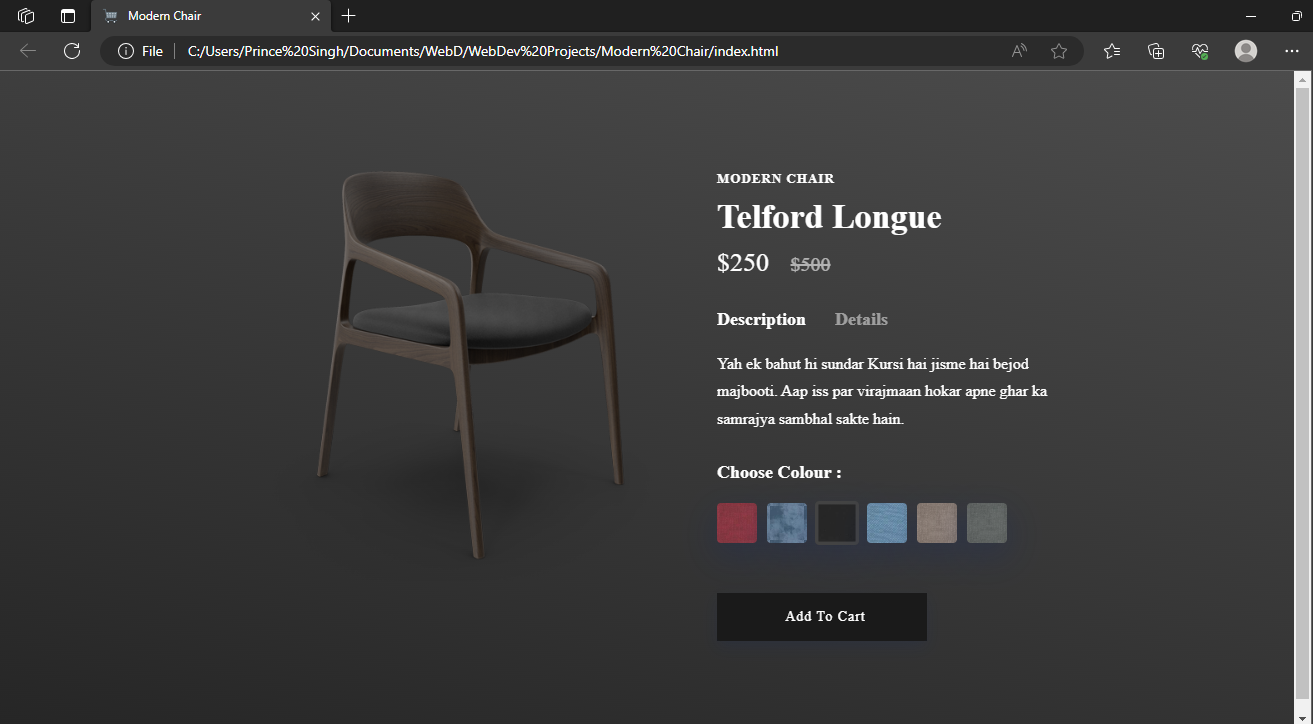 Modern Chair
File
C:/Users/Prince%20Singh/Documents/WebD/WebDev%20Projects/Modern%20Chair/index.html
MODERN CHAIR
Telford Longue
$250 $500
Description Details
Yah ek bahut hi sundar Kursi hai jisme hai bejod
majbooti. Aap iss par virajmaan hokar apne ghar ka
samrajya sambhal sakte hain.
Choose Colour :
Add To Cart